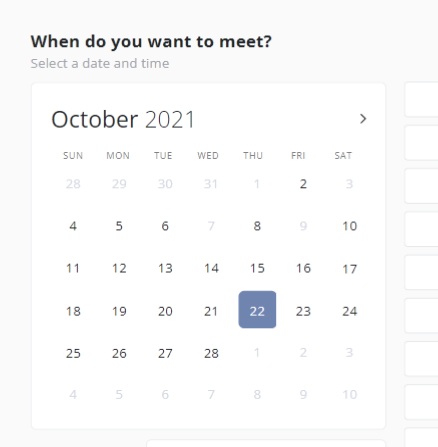 When do you want to meet?
Select a date and time
October 2021
SUN MON TUE WED THU FRI SAT
28 29 30 31 1 2 3
4 5 6 7 8 9 10
11 12 13 14 15 16 17
18 19 20 21 22 23 24
25 26 27 28 1 2 3
4 5 6 7 8 9 10